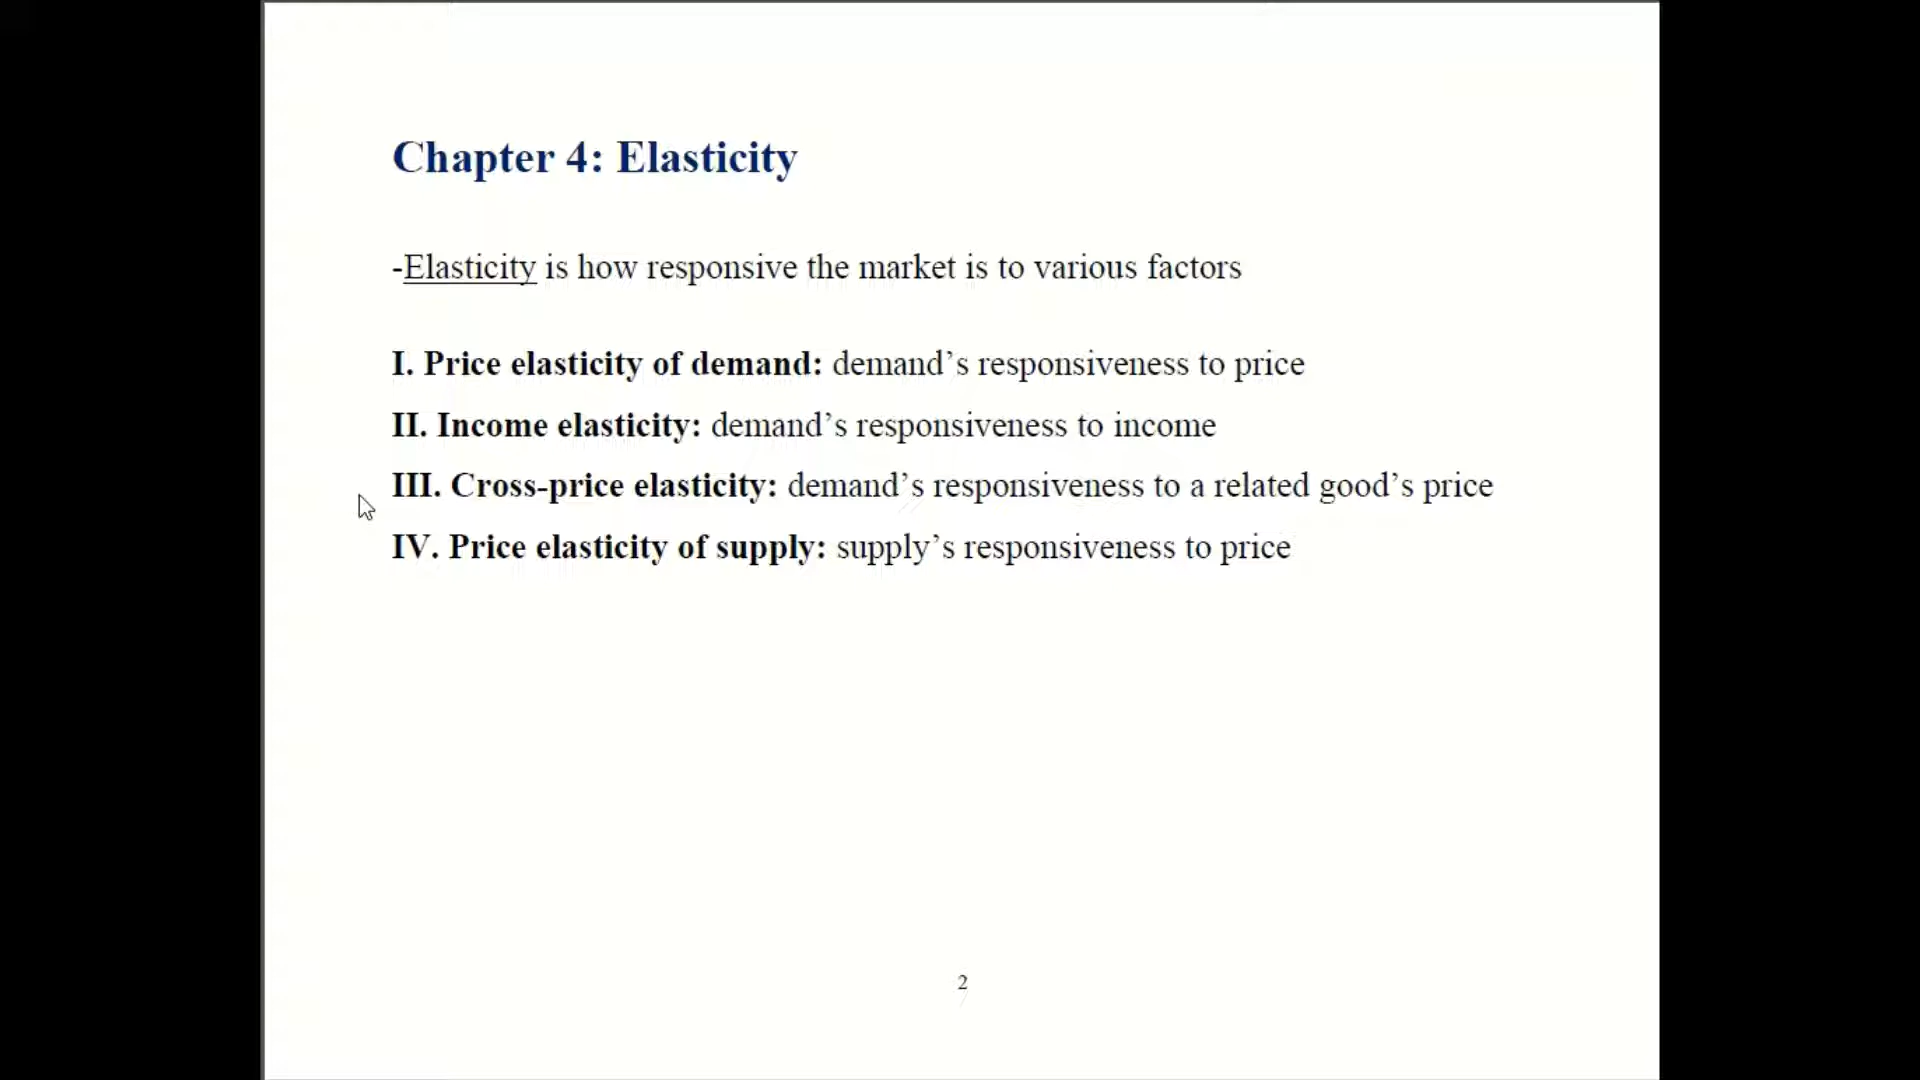 Chapter 4: Elasticity
-Elasticity is how responsive the market is to various factors
I. Price elasticity of demand: demand’s responsiveness to price
II. Income elasticity: demand’s responsiveness to income
III. Cross-price elasticity: demand’s responsiveness to a related good’s price
IV. Price elasticity of supply: supply’s responsiveness to price
2